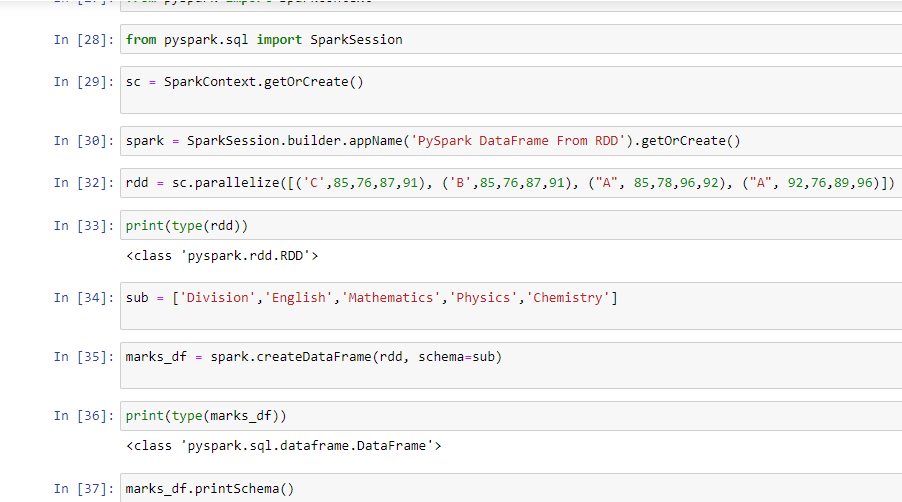 In [28]: from pyspark.sql import SparkSession
In [29]: sc = SparkContext.getOrCreate()
In [30]: spark = SparkSession.builder.appName('PySpark DataFrame From RDD').getOrCreate()
In [32]: rdd = sc.parallelize([('C',85,76,87,91), ('B',85,76,87,91), ("A", 85,78,96,92), ("A", 92,76,89,96)])
In [33]: print(type(rdd))
<class 'pyspark.rdd.RDD'>
In [34]: sub = ['Division','English','Mathematics','Physics','Chemistry']
In [35]: marks_df = spark.createDataFrame(rdd, schema=sub)
In [36]: print(type(marks_df))
<class 'pyspark.sql.dataframe.DataFrame'>
In [37]: marks_df.printSchema()